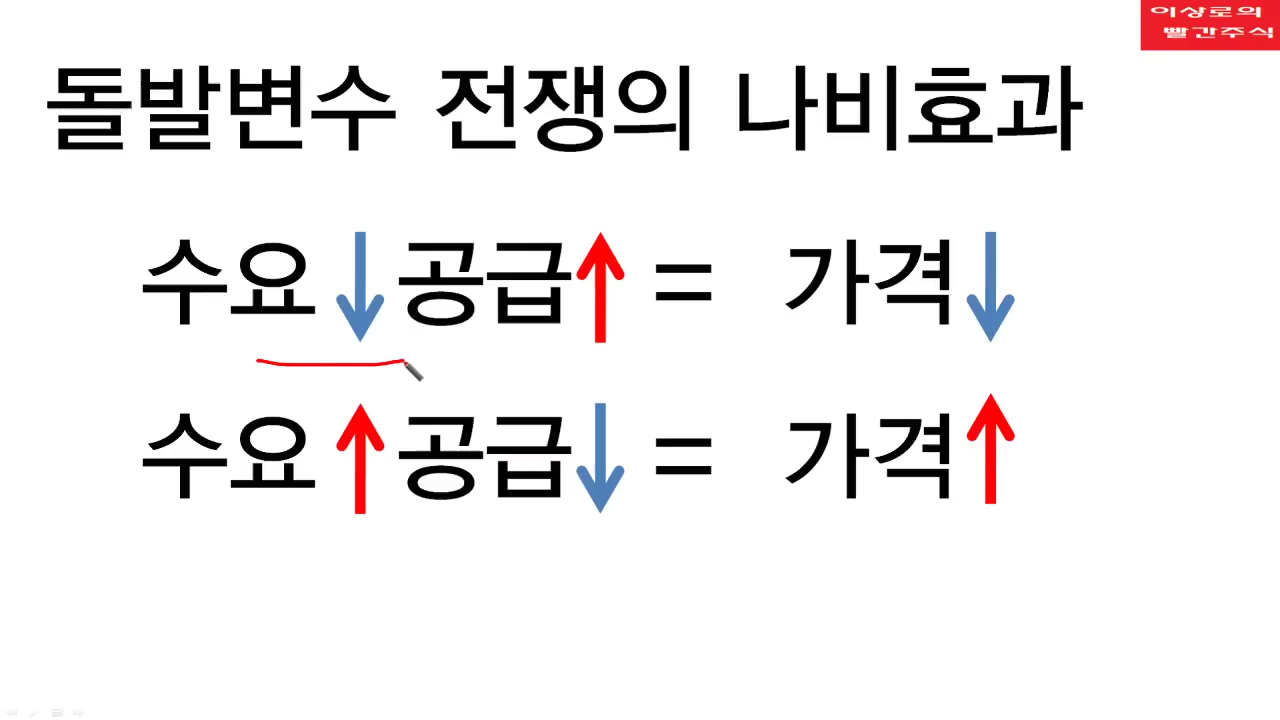 이상로의
빨간주식
돌발변수 전쟁의 나비효과
수요↓공급↑ = 가격↓
수요↑공급↓ = 가격↑